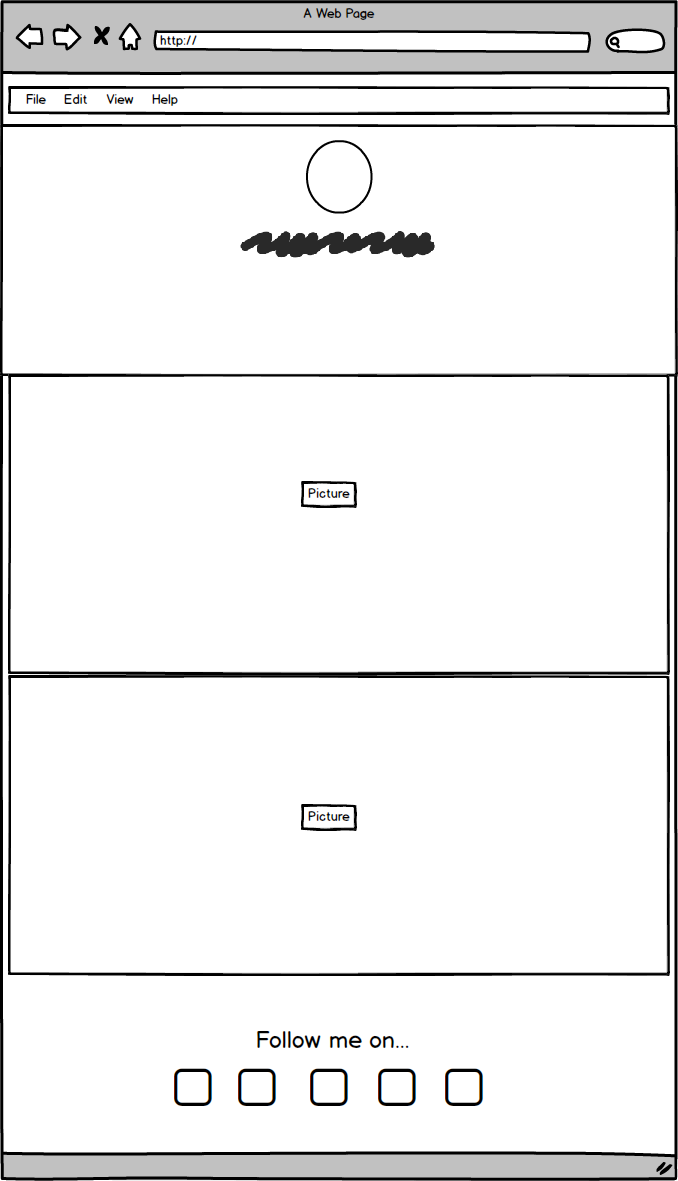 A Web Page
http://
File Edit View Help
Picture
Picture
Follow me on...